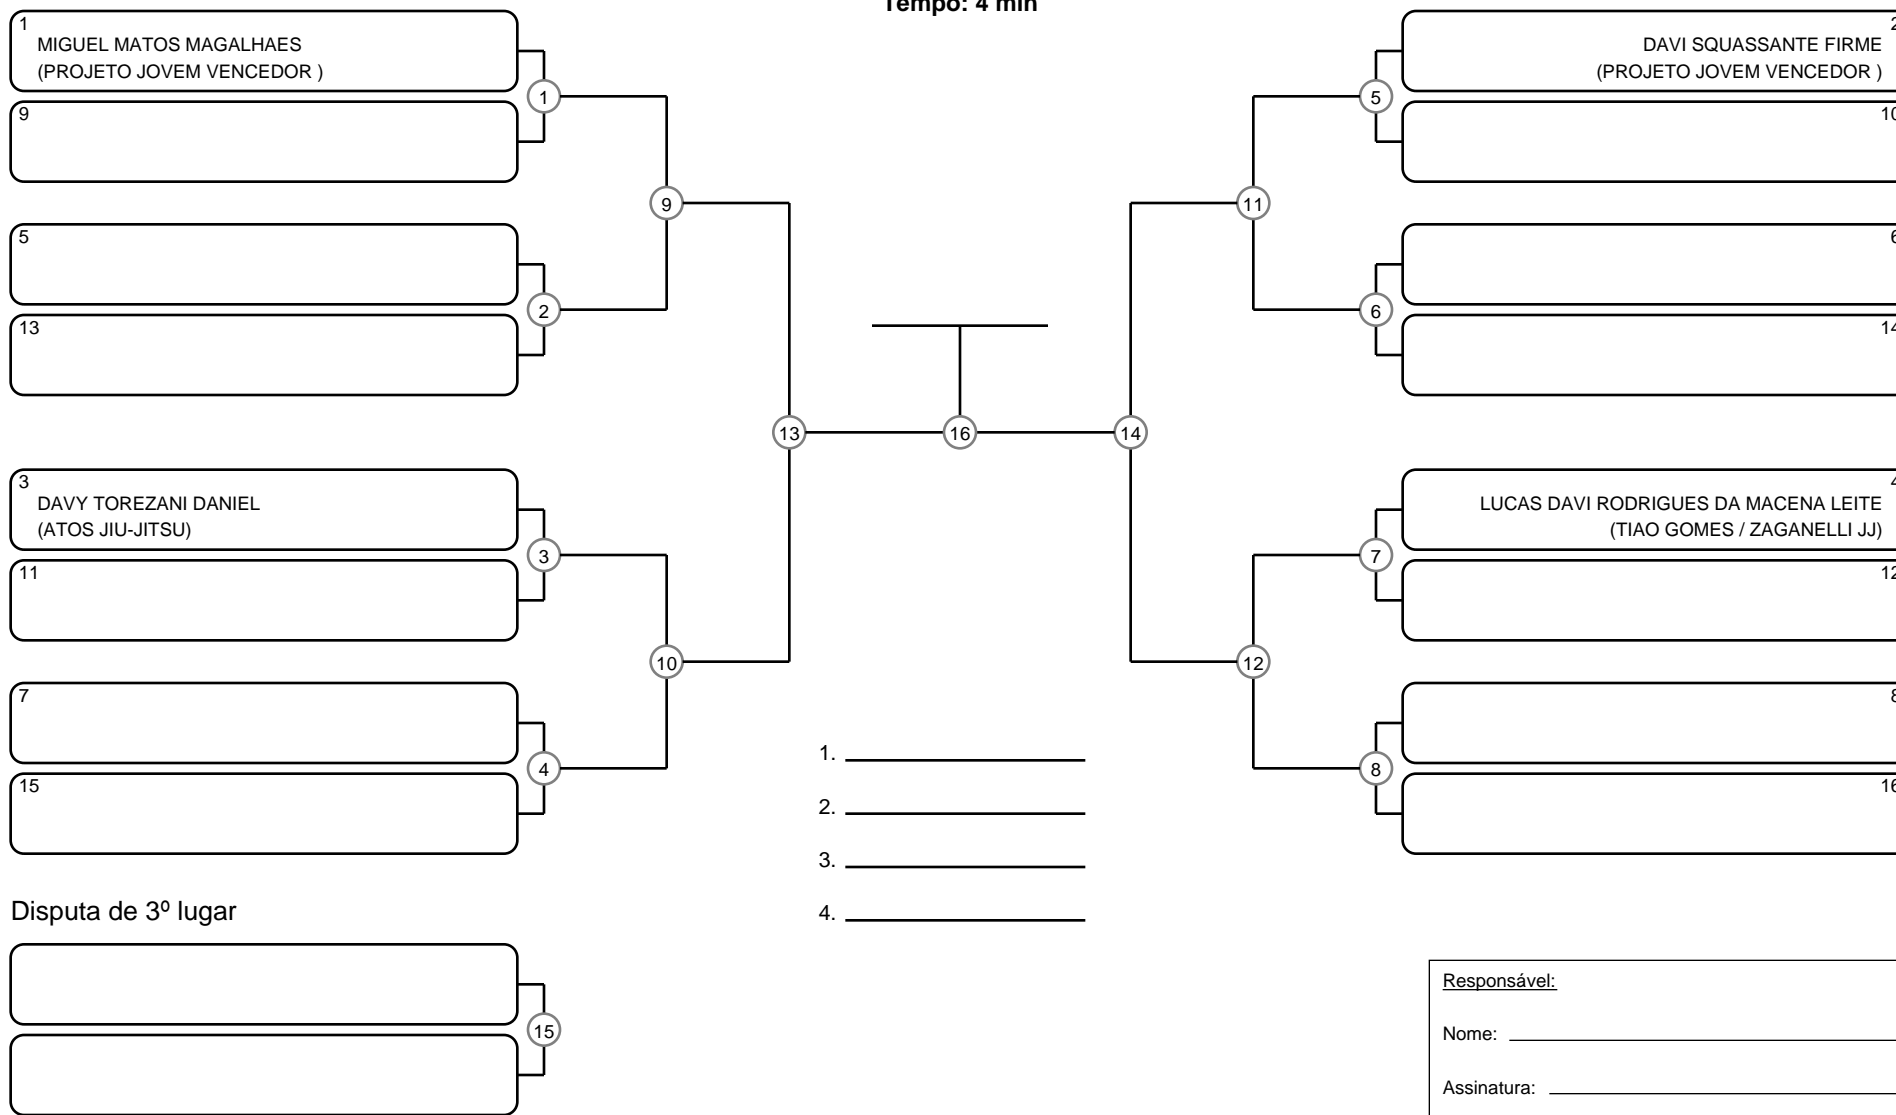 Tempo: 4 min
1
MIGUEL MATOS MAGALHAES
(PROJETO JOVEM VENCEDOR )
9
5
13
3
DAVY TOREZANI DANIEL
(ATOS JIU-JITSU)
11
7
15
1
2
3
4
9
10
13
16
14
11
12
5
6
7
8
2
DAVI SQUASSANTE FIRME
(PROJETO JOVEM VENCEDOR )
10
6
14
4
LUCAS DAVI RODRIGUES DA MACENA LEITE
(TIAO GOMES / ZAGANELLI JJ)
12
8
16
1.
2.
3.
4.
Disputa de 3º lugar
15
Responsável:
Nome:
Assinatura: